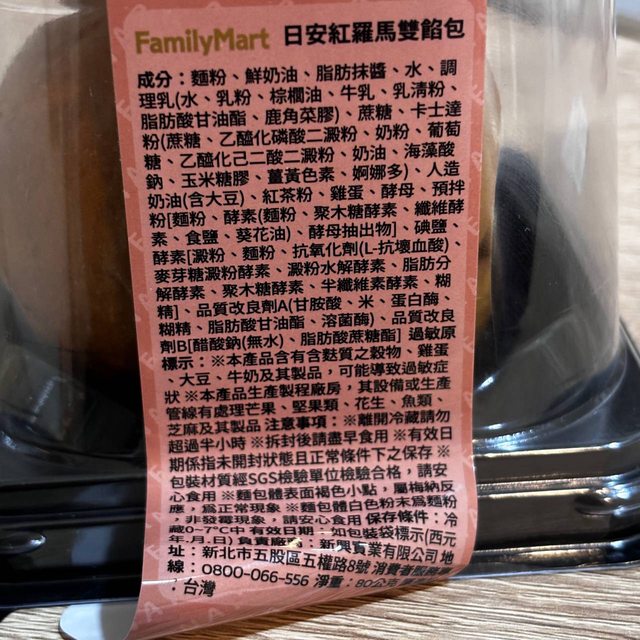 FamilyMart 日安紅羅馬雙餡包
成分：麵粉、鮮奶油、脂肪抹醬、水、調
理乳(水、乳粉、棕櫚油、牛乳、乳清粉、
脂肪酸甘油酯、鹿角菜膠)、蔗糖、卡士達
粉(蔗糖、乙醯化磷酸二澱粉、奶粉、葡萄
糖、乙醯化己二酸二澱粉、奶油、海藻酸
鈉、玉米糖膠、薑黃色素、婀娜多)、人造
奶油(含大豆)、紅茶粉、雞蛋、酵母、預拌
粉[麵粉、酵素(麵粉、聚木糖酵素、纖維酵
素、食鹽、葵花油)、酵母抽出物]、碘鹽、
酵素[澱粉、麵粉、抗氧化劑(L-抗壞血酸)、
麥芽糖澱粉酵素、澱粉水解酵素、脂肪分
解酵素、聚木糖酵素、半纖維素酵素、糊
精]、品質改良劑A(甘胺酸、米、蛋白酶、
糊精、脂肪酸甘油酯、溶菌酶)、品質改良
劑B[醋酸鈉(無水)、脂肪酸蔗糖酯] 過敏原
標示：※本產品含有含麩質之穀物、雞蛋
、大豆、牛奶及其製品，可能導致過敏症
狀 ※本產品生產製程廠房，其設備或生產
管線有處理芒果、堅果類、花生、魚類、
芝麻及其製品 注意事項：※離開冷藏請勿
超過半小時 ※拆封後請盡早食用 ※有效日
期係指未開封狀態且正常條件下之保存 ※
包裝材質經SGS檢驗單位檢驗合格，請安
心食用 ※麵包體表面褐色小點，屬梅納反
應，為正常現象 ※麵包體白色粉末為麵粉
，非發霉現象，請安心食用 保存條件：冷
藏0~7°C中 有效日期：如包裝袋標示(西元
年.月.日) 負責廠商：新興實業有限公司 地
址：新北市五股區五權路8號 消費者服務專
線：0800-066-556 淨重：80公克
：台灣